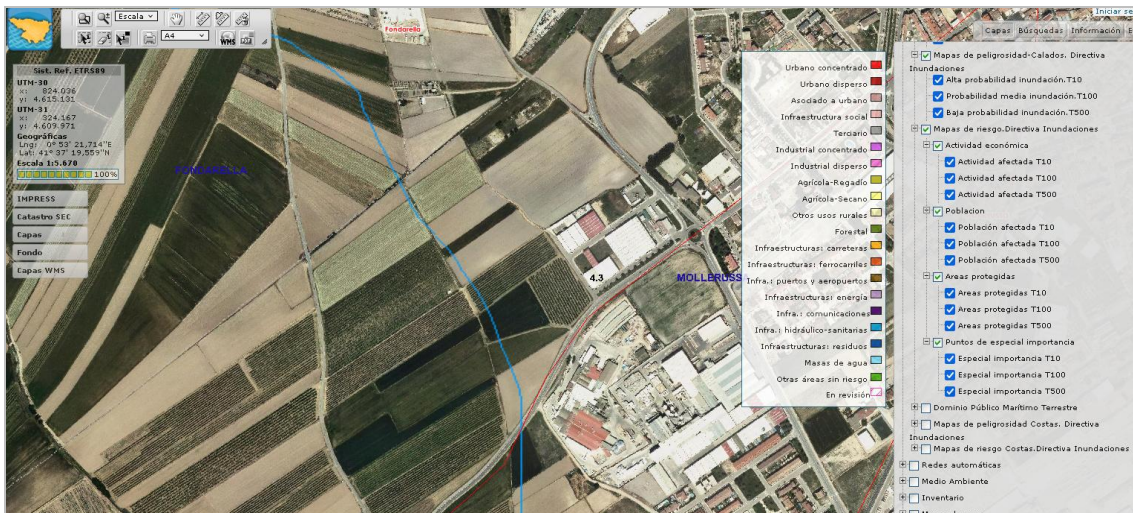 Iniciar se
Escala
A4
WMS
Capas Búsquedas Información E
Fondarella
Sist. Ref. ETRS89
UTM-30
x: 824.036
y: 4.615.131
UTM-31
x: 324.167
y: 4.609.971
Geográficas
Lng: 0º 53' 21,714"E
Lat: 41º 37' 19,559"N
Escala 1:5.670
100%
IMPRESS
Catastro SEC
Capas
Fondo
Capas WMS
FONDARELLA
4.3
MOLLERUSSA
Urbano concentrado
Urbano disperso
Asociado a urbano
Infraestructura social
Terciario
Industrial concentrado
Industrial disperso
Agrícola-Regadío
Agrícola-Secano
Otros usos rurales
Forestal
Infraestructuras: carreteras
Infraestructuras: ferrocarriles
Infra.: puertos y aeropuertos
Infraestructuras: energía
Infra.: comunicaciones
Infra.: hidráulico-sanitarias
Infraestructuras: residuos
Masas de agua
Otras áreas sin riesgo
En revisión
Mapas de peligrosidad-Calados. Directiva
Inundaciones
Alta probabilidad inundación.T10
Probabilidad media inundación.T100
Baja probabilidad inundación.T500
Mapas de riesgo.Directiva Inundaciones
Actividad económica
Actividad afectada T10
Actividad afectada T100
Actividad afectada T500
Poblacion
Población afectada T10
Población afectada T100
Población afectada T500
Areas protegidas
Areas protegidas T10
Areas protegidas T100
Areas protegidas T500
Puntos de especial importancia
Especial importancia T10
Especial importancia T100
Especial importancia T500
Dominio Público Marítimo Terrestre
Mapas de peligrosidad Costas. Directiva
Inundaciones
Mapas de riesgo Costas.Directiva Inundaciones
Redes automáticas
Medio Ambiente
Inventario